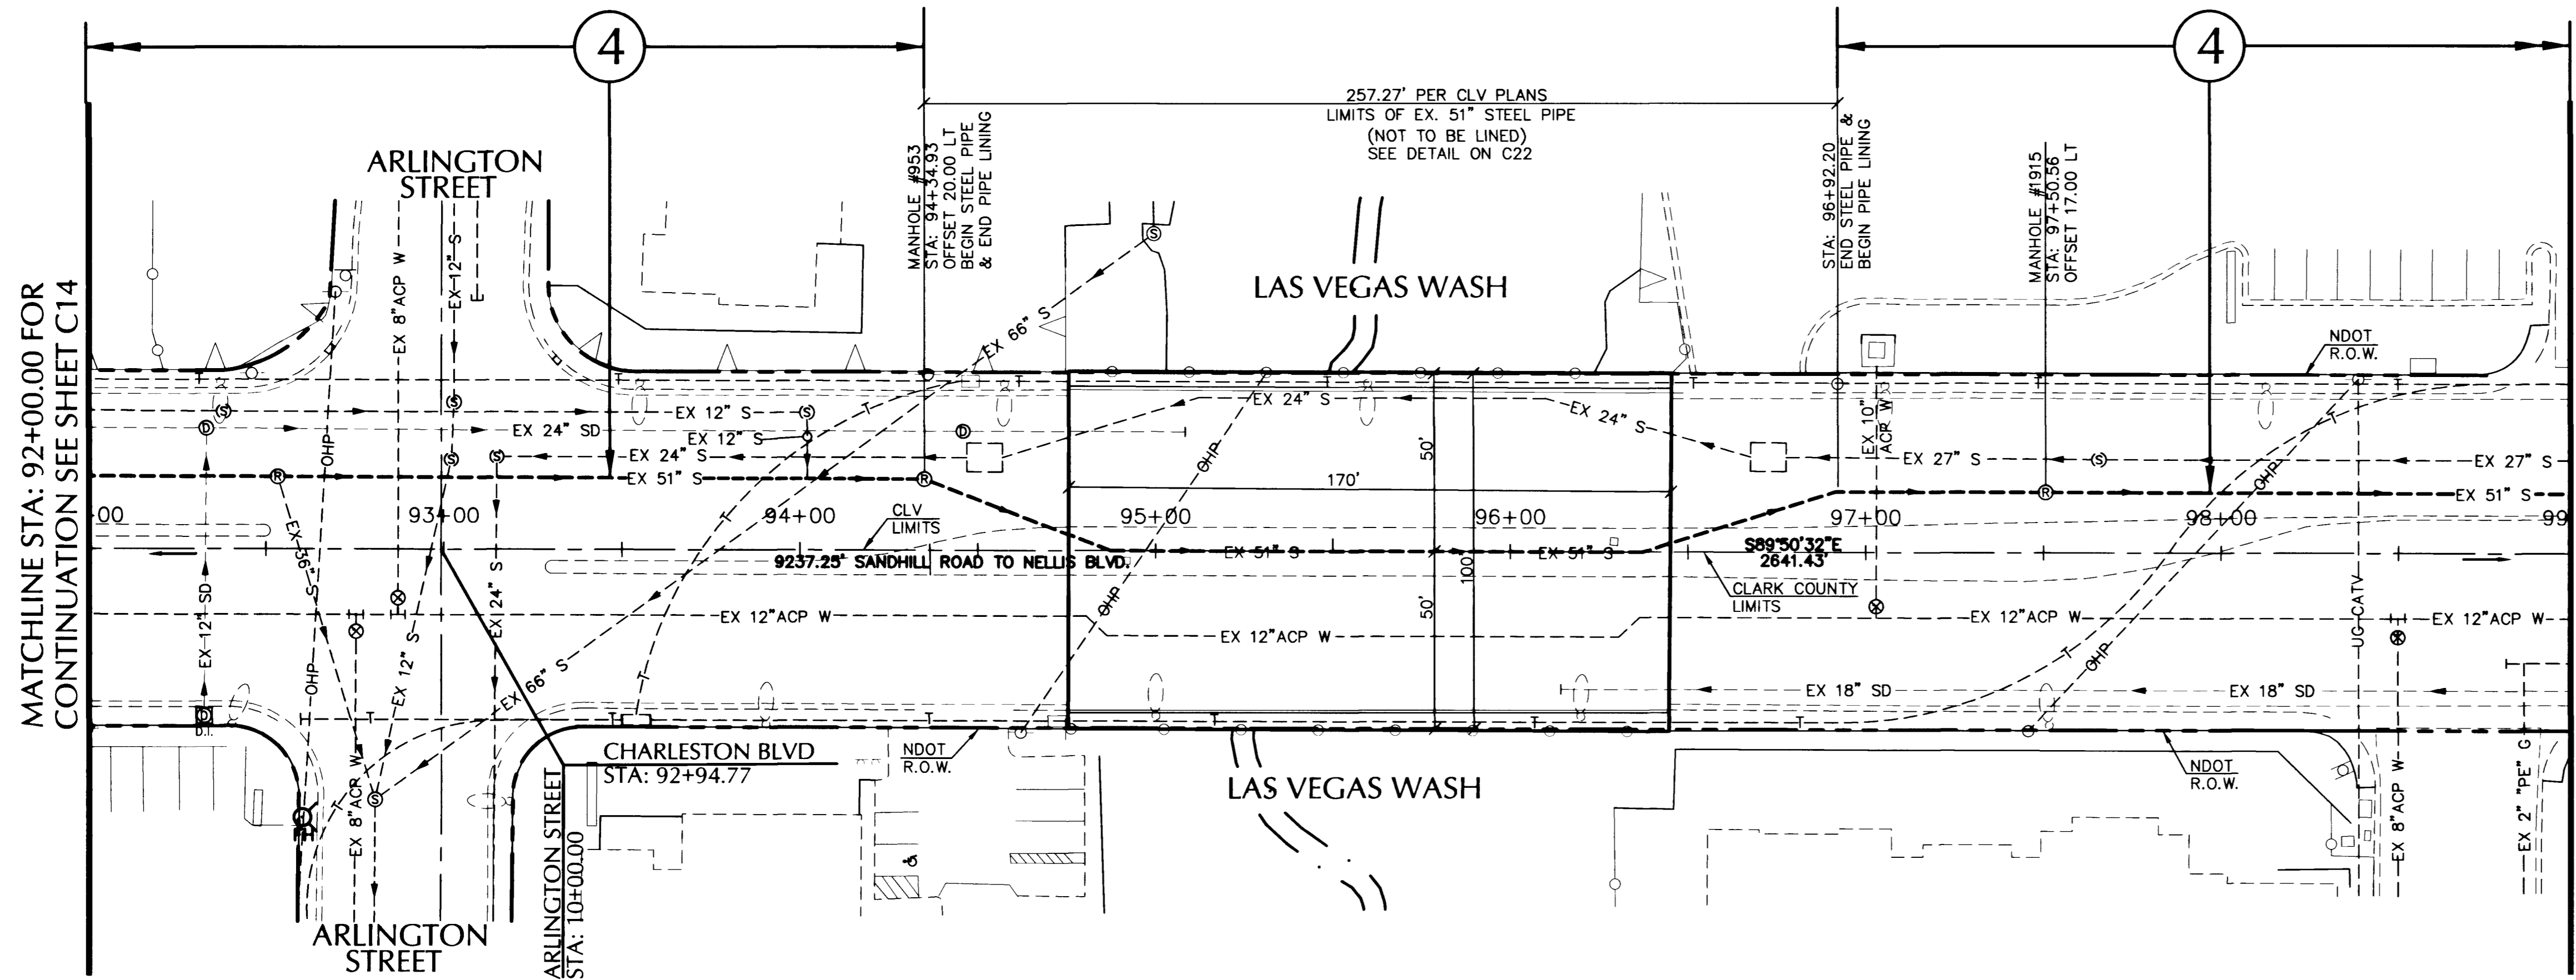 4
4
257.27' PER CLV PLANS
LIMITS OF EX. 51" STEEL PIPE
(NOT TO BE LINED)
SEE DETAIL ON C22
MANHOLE #953
STA: 94+34.93
OFFSET 20.00 LT
BEGIN STEEL PIPE
& END PIPE LINING
STA: 96+92.20
END STEEL PIPE &
BEGIN PIPE LINING
MANHOLE #1915
STA: 97+50.56
OFFSET 17.00 LT
ARLINGTON
STREET
MATCHLINE STA: 92+00.00 FOR
CONTINUATION SEE SHEET C14
EX 8"ACP W
EX 12" S
EX 66" S
LAS VEGAS WASH
NDOT
R.O.W.
OHP
EX 12" S
EX 24" SD
EX 12" S
EX 24" S
EX 51" S
EX 24" S
EX 24" S
50'
170'
OHP
EX 10"
ACP W
EX 27" S
EX 27" S
OHP
EX 51" S
00
93+00
94+00
95+00
96+00
97+00
98+00
99
CLV
LIMITS
EX 36" S
9237.25' SANDHILL ROAD TO NELLIS BLVD.
EX 51" S
EX 51" S
S89°50'32"E
2641.43'
100'
50'
CLARK COUNTY
LIMITS
EX 12" SD
EX 24" S
EX 12" S
OHP
EX 12"ACP W
OHP
EX 12"ACP W
EX 12"ACP W
EX 12"ACP W
UG CATV
OHP
EX 66" S
EX 18" SD
EX 18" SD
D.I.
CHARLESTON BLVD
STA: 92+94.77
ARLINGTON STREET
STA: 10+00.00
NDOT
R.O.W.
LAS VEGAS WASH
NDOT
R.O.W.
EX 8"ACP W
EX 8"ACP W
EX 2" "PE" G
ARLINGTON
STREET